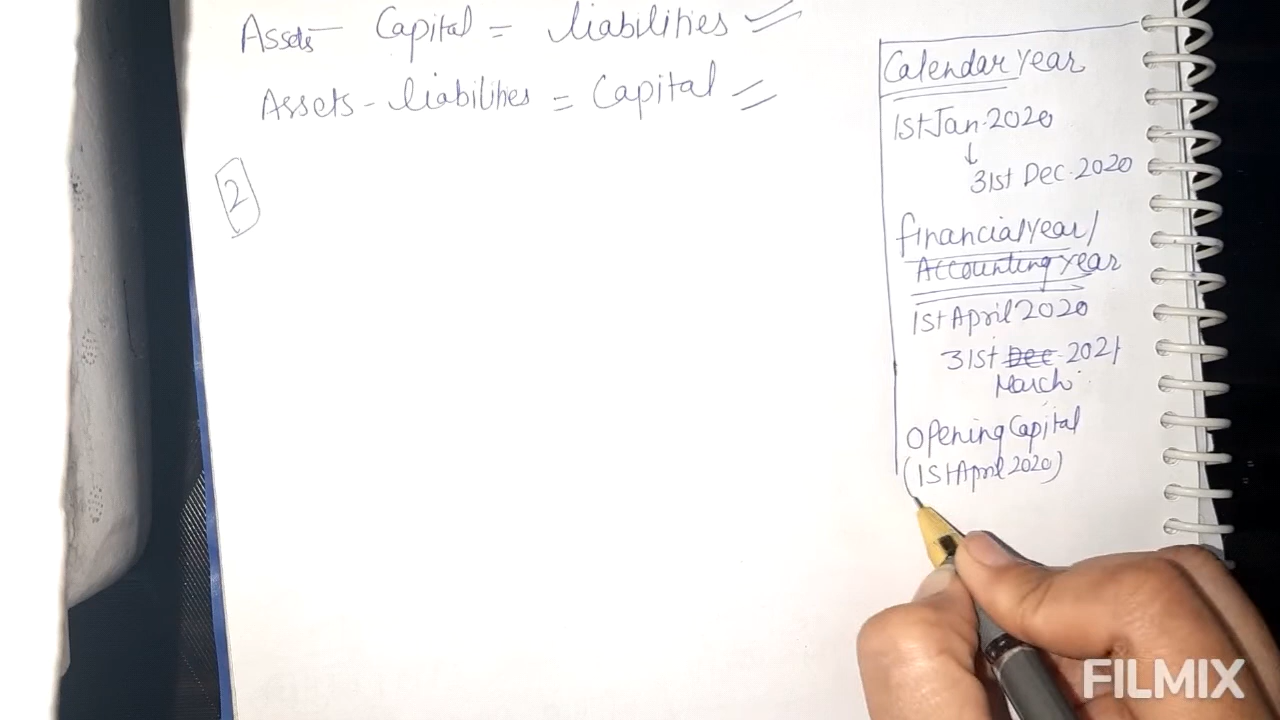 Assets - Capital = liabilities
Assets - liabilities = Capital
2
Calendar Year
1st Jan. 2020
↓
31st Dec. 2020
financial year/
Accounting year
1st April 2020
31st Dec 2021
March
Opening Capital
(1st April 2020)
FILMIX